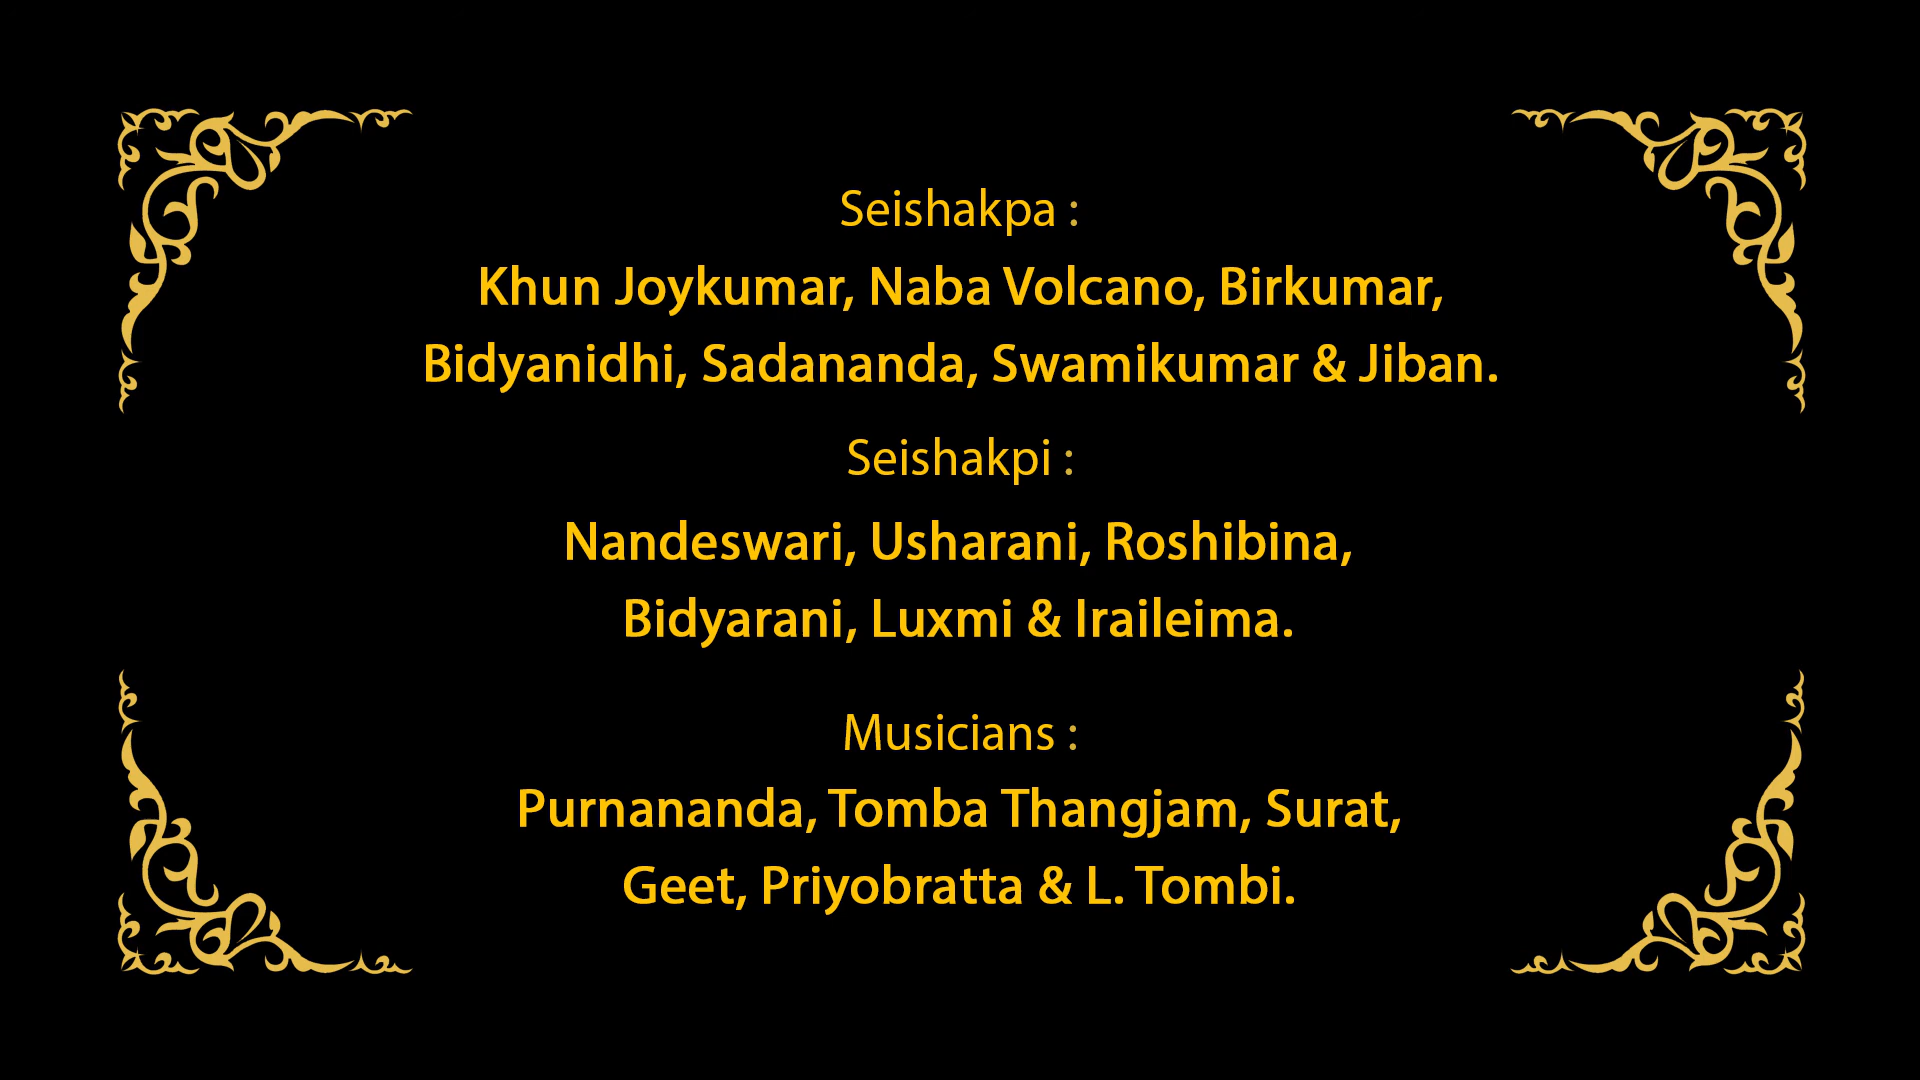 Seishakpa :
Khun Joykumar, Naba Volcano, Birkumar,
Bidyanidhi, Sadananda, Swamikumar & Jiban.
Seishakpi :
Nandeswari, Usharani, Roshibina,
Bidyarani, Luxmi & Iraileima.
Musicians :
Purnananda, Tomba Thangjam, Surat,
Geet, Priyobratta & L. Tombi.